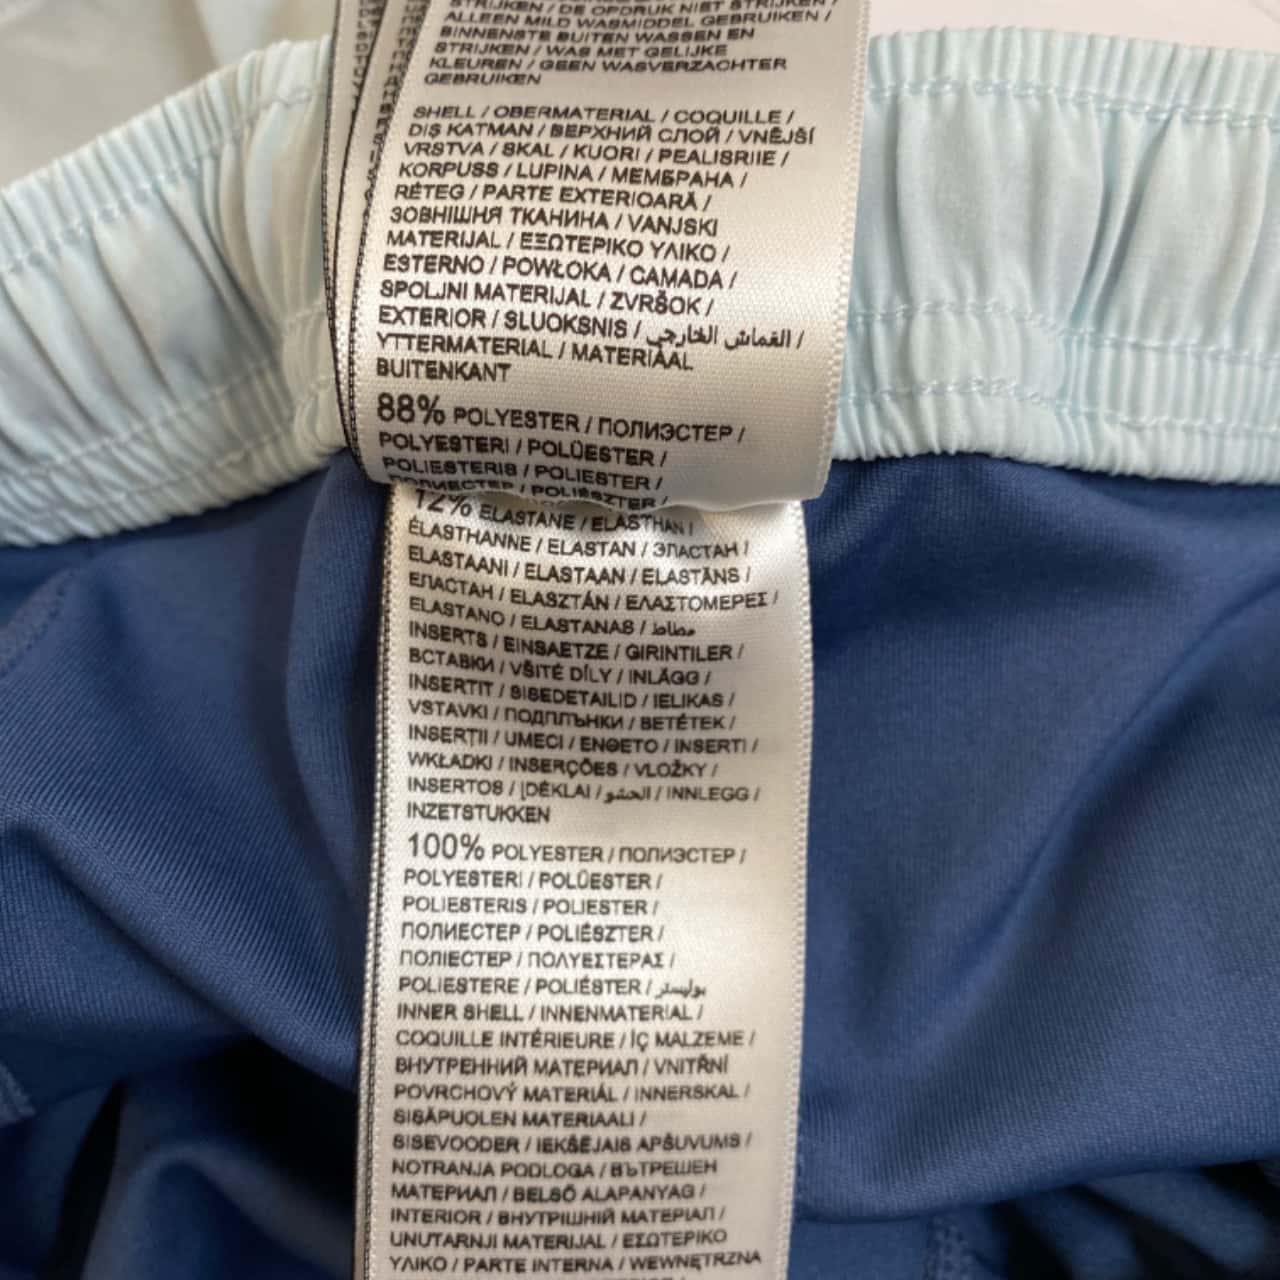 STRIJKEN / DE OPDRUK NIET STRIJKEN /
ALLEEN MILD WASMIDDEL GEBRUIKEN /
BINNENSTE BUITEN WASSEN EN
STRIJKEN / WAS MET GELIJKE
KLEUREN / GEEN WASVERZACHTER
GEBRUIKEN
SHELL / OBERMATERIAL / COQUILLE /
DIŞ KATMAN / ВЕРХНИЙ СЛОЙ / VNĚJŠÍ
VRSTVA / SKAL / KUORI / PEALISRIIE /
KORPUSS / LUPINA / МЕМБРАНА /
RÉTEG / PARTE EXTERIOARĂ /
ЗОВНІШНЯ ТКАНИНА / VANJSKI
MATERIJAL / ΕΞΩΤΕΡΙΚΟ ΥΛΙΚΟ /
ESTERNO / POWŁOKA / CAMADA /
SPOLJNI MATERIJAL / ZVRŠOK /
EXTERIOR / SLUOKSNIS / القماش الخارجي /
YTTERMATERIAL / MATERIAAL
BUITENKANT
88% POLYESTER / ПОЛИЭСТЕР /
POLYESTERI / POLÜESTER /
POLIESTERIS / POLIESTER /
ПОЛИЕСТЕР / POLIÉSZTER /
12% ELASTANE / ELASTHAN /
ÉLASTHANNE / ELASTAN / ЭЛАСТАН /
ELASTAANI / ELASTAAN / ELASTĀNS /
ЕЛАСТАН / ELASZTÁN / ΕΛΑΣΤΟΜΕΡΕΣ /
ELASTANO / ELASTANAS / مطاط
INSERTS / EINSAETZE / GIRINTILER /
ВСТАВКИ / VŠITÉ DÍLY / INLÄGG /
INSERTIT / SISEDETAILID / IELIKAS /
VSTAVKI / ПОДПЛЪНКИ / BETÉTEK /
INSERȚII / UMECI / ΕΝΘΕΤΟ / INSERTI /
WKŁADKI / INSERÇÕES / VLOŽKY /
INSERTOS / ĮDĖKLAI / الحشو / INNLEGG /
INZETSTUKKEN
100% POLYESTER / ПОЛИЭСТЕР /
POLYESTERI / POLÜESTER /
POLIESTERIS / POLIESTER /
ПОЛИЕСТЕР / POLIÉSZTER /
ПОЛІЕСТЕР / ΠΟΛΥΕΣΤΕΡΑΣ /
POLIESTERE / POLIÉSTER / بوليستر
INNER SHELL / INNENMATERIAL /
COQUILLE INTÉRIEURE / İÇ MALZEME /
ВНУТРЕННИЙ МАТЕРИАЛ / VNITŘNÍ
POVRCHOVÝ MATERIÁL / INNERSKAL /
SISÄPUOLEN MATERIAALI /
SISEVOODER / IEKŠĒJAIS APŠUVUMS /
NOTRANJA PODLOGA / ВЪТРЕШЕН
МАТЕРИАЛ / BELSŐ ALAPANYAG /
INTERIOR / ВНУТРІШНІЙ МАТЕРІАЛ /
UNUTARNJI MATERIJAL / ΕΣΩΤΕΡΙΚΟ
ΥΛΙΚΟ / PARTE INTERNA / WEWNĘTRZNA